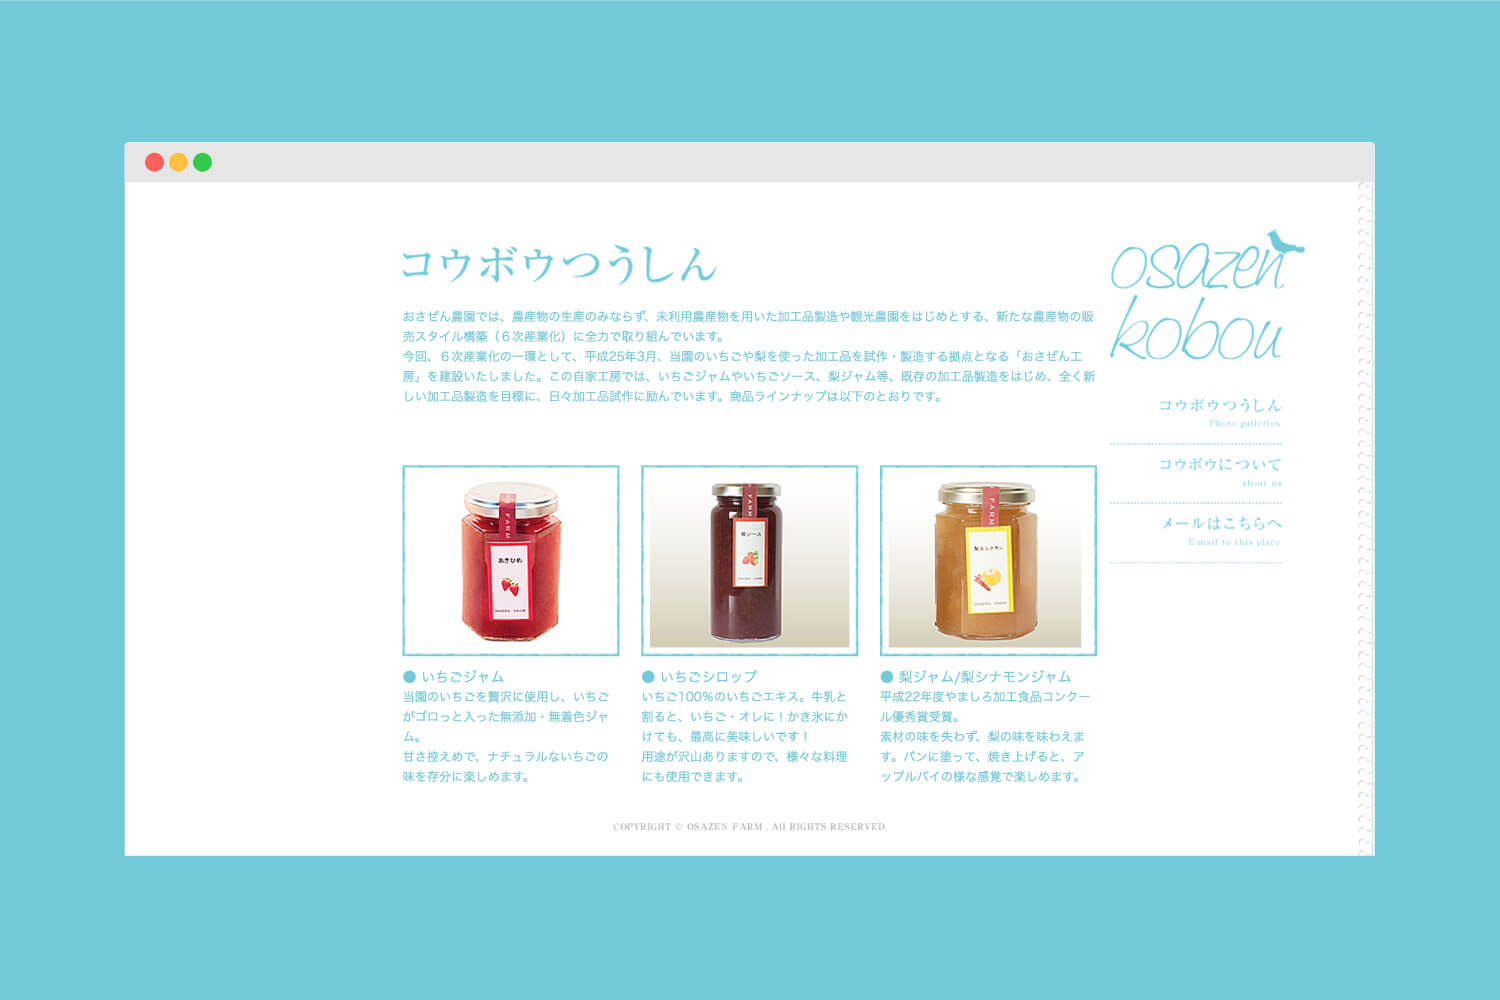 コウボウつうしん
おさぜん農園では、農産物の生産のみならず、未利用農産物を用いた加工品製造や観光農園をはじめとする、新たな農産物の販
売スタイル構築（６次産業化）に全力で取り組んでいます。
今回、６次産業化の一環として、平成25年3月、当園のいちごや梨を使った加工品を試作・製造する拠点となる「おさぜん工
房」を建設いたしました。この自家工房では、いちごジャムやいちごソース、梨ジャム等、既存の加工品製造をはじめ、全く新
しい加工品製造を目標に、日々加工品試作に励んでいます。商品ラインナップは以下のとおりです。
osazen
kobou
コウボウつうしん
Photo galleries
コウボウについて
about us
メールはこちらへ
E-mail to this place
FARM
あきひめ
OSAZEN FARM
FARM
苺ソース
OSAZEN FARM
FARM
梨&シナモン
OSAZEN FARM
● いちごジャム
当園のいちごを贅沢に使用し、いちご
がゴロっと入った無添加・無着色ジャ
ム。
甘さ控えめで、ナチュラルないちごの
味を存分に楽しめます。
● いちごシロップ
いちご100％のいちごエキス。牛乳と
割ると、いちご・オレに！かき氷にか
けても、最高に美味しいです！
用途が沢山ありますので、様々な料理
にも使用できます。
● 梨ジャム/梨シナモンジャム
平成22年度やましろ加工食品コンクー
ル優秀賞受賞。
素材の味を失わず、梨の味を味わえま
す。パンに塗って、焼き上げると、ア
ップルパイの様な感覚で楽しめます。
COPYRIGHT © OSAZEN FARM . All RIGHTS RESERVED.